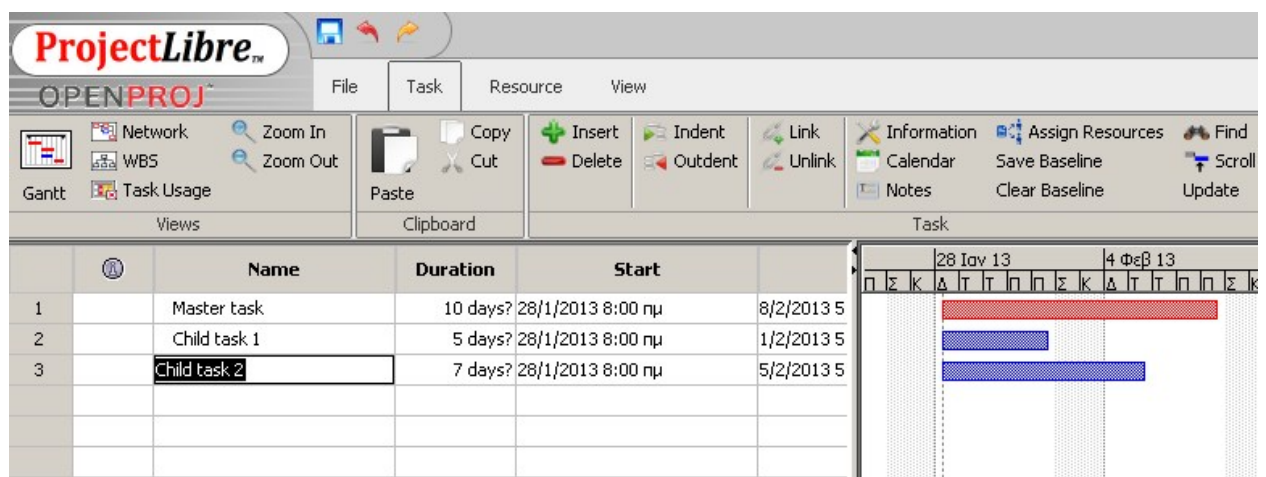 ProjectLibre™
OPENPROJ™
File Task Resource View
Network Zoom In Copy Insert Indent Link Information Assign Resources Find
WBS Zoom Out Cut Delete Outdent Unlink Calendar Save Baseline Scroll
Gantt Task Usage Paste Notes Clear Baseline Update
Views Clipboard Task
Name Duration Start
28 Ιαν 13 4 Φεβ 13
Π Σ Κ Δ Τ Τ Π Π Σ Κ Δ Τ Τ Π Π Σ Κ
1 Master task 10 days? 28/1/2013 8:00 πμ 8/2/2013 5
2 Child task 1 5 days? 28/1/2013 8:00 πμ 1/2/2013 5
3 Child task 2 7 days? 28/1/2013 8:00 πμ 5/2/2013 5